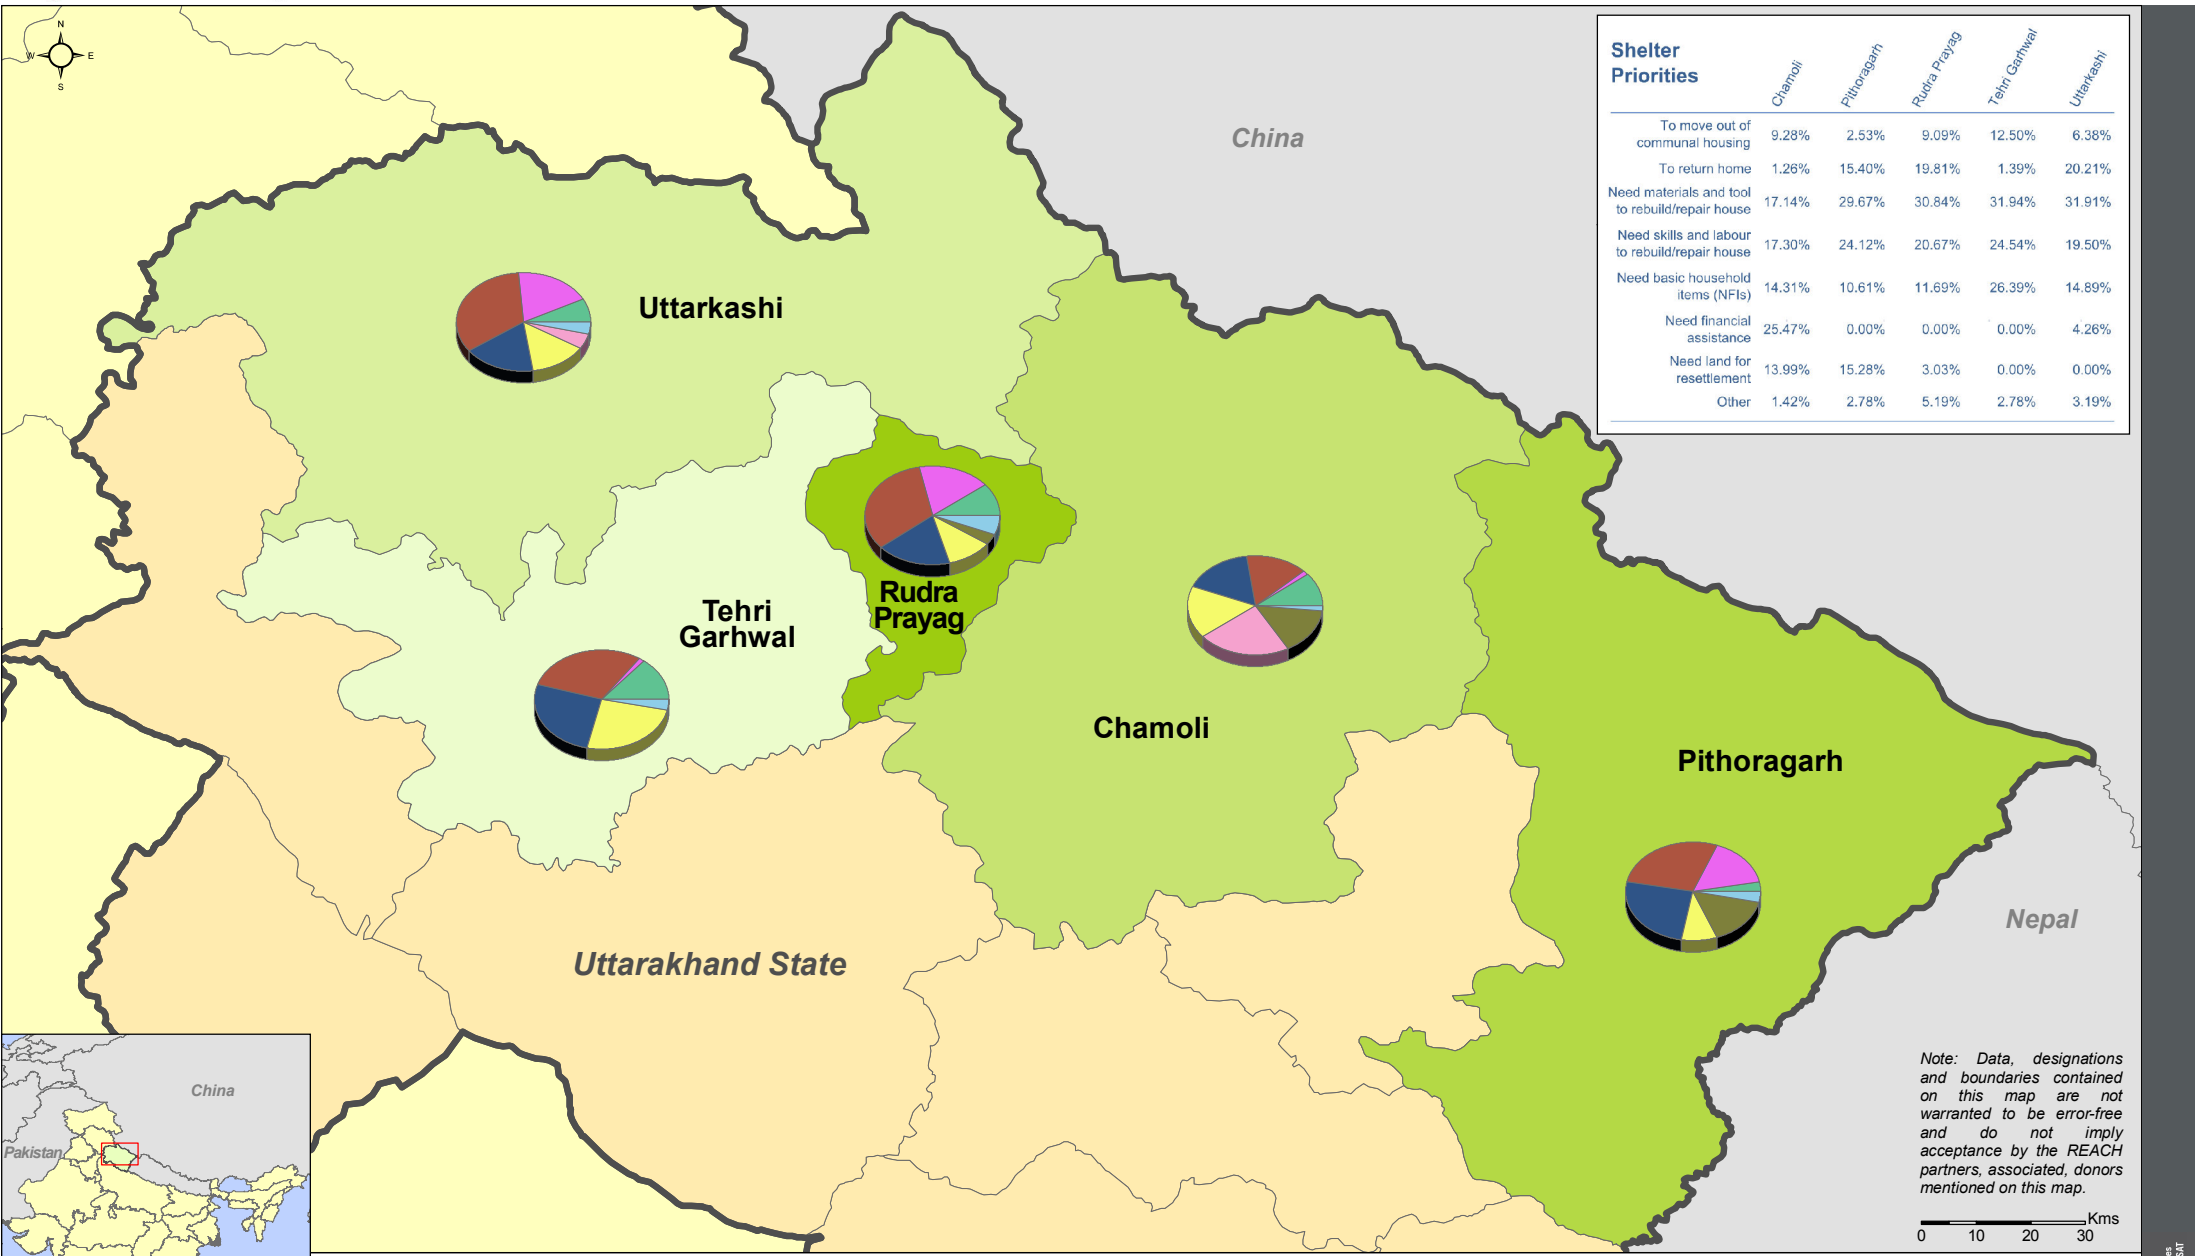 N
W E
S
China
Shelter
Priorities
Chamoli Pithoragarh Rudra Prayag Tehri Garhwal Uttarkashi
To move out of
communal housing 9.28% 2.53% 9.09% 12.50% 6.38%
To return home 1.26% 15.40% 19.81% 1.39% 20.21%
Need materials and tool
to rebuild/repair house 17.14% 29.67% 30.84% 31.94% 31.91%
Need skills and labour
to rebuild/repair house 17.30% 24.12% 20.67% 24.54% 19.50%
Need basic household
items (NFIs) 14.31% 10.61% 11.69% 26.39% 14.89%
Need financial
assistance 25.47% 0.00% 0.00% 0.00% 4.26%
Need land for
resettlement 13.99% 15.28% 3.03% 0.00% 0.00%
Other 1.42% 2.78% 5.19% 2.78% 3.19%
Uttarkashi
Rudra
Prayag
Tehri
Garhwal
Chamoli
Pithoragarh
Nepal
Uttarakhand State
China
Pakistan
Note: Data, designations
and boundaries contained
on this map are not
warranted to be error-free
and do not imply
acceptance by the REACH
partners, associated, donors
mentioned on this map.
Kms
0 10 20 30